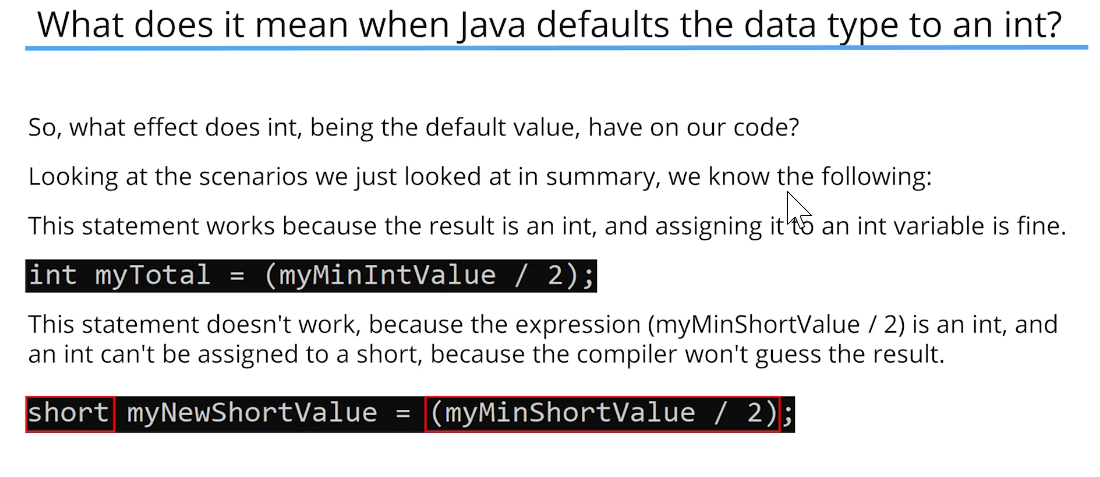 What does it mean when Java defaults the data type to an int?
So, what effect does int, being the default value, have on our code?
Looking at the scenarios we just looked at in summary, we know the following:
This statement works because the result is an int, and assigning it to an int variable is fine.
int myTotal = (myMinIntValue / 2);
This statement doesn't work, because the expression (myMinShortValue / 2) is an int, and
an int can't be assigned to a short, because the compiler won't guess the result.
short myNewShortValue = (myMinShortValue / 2);